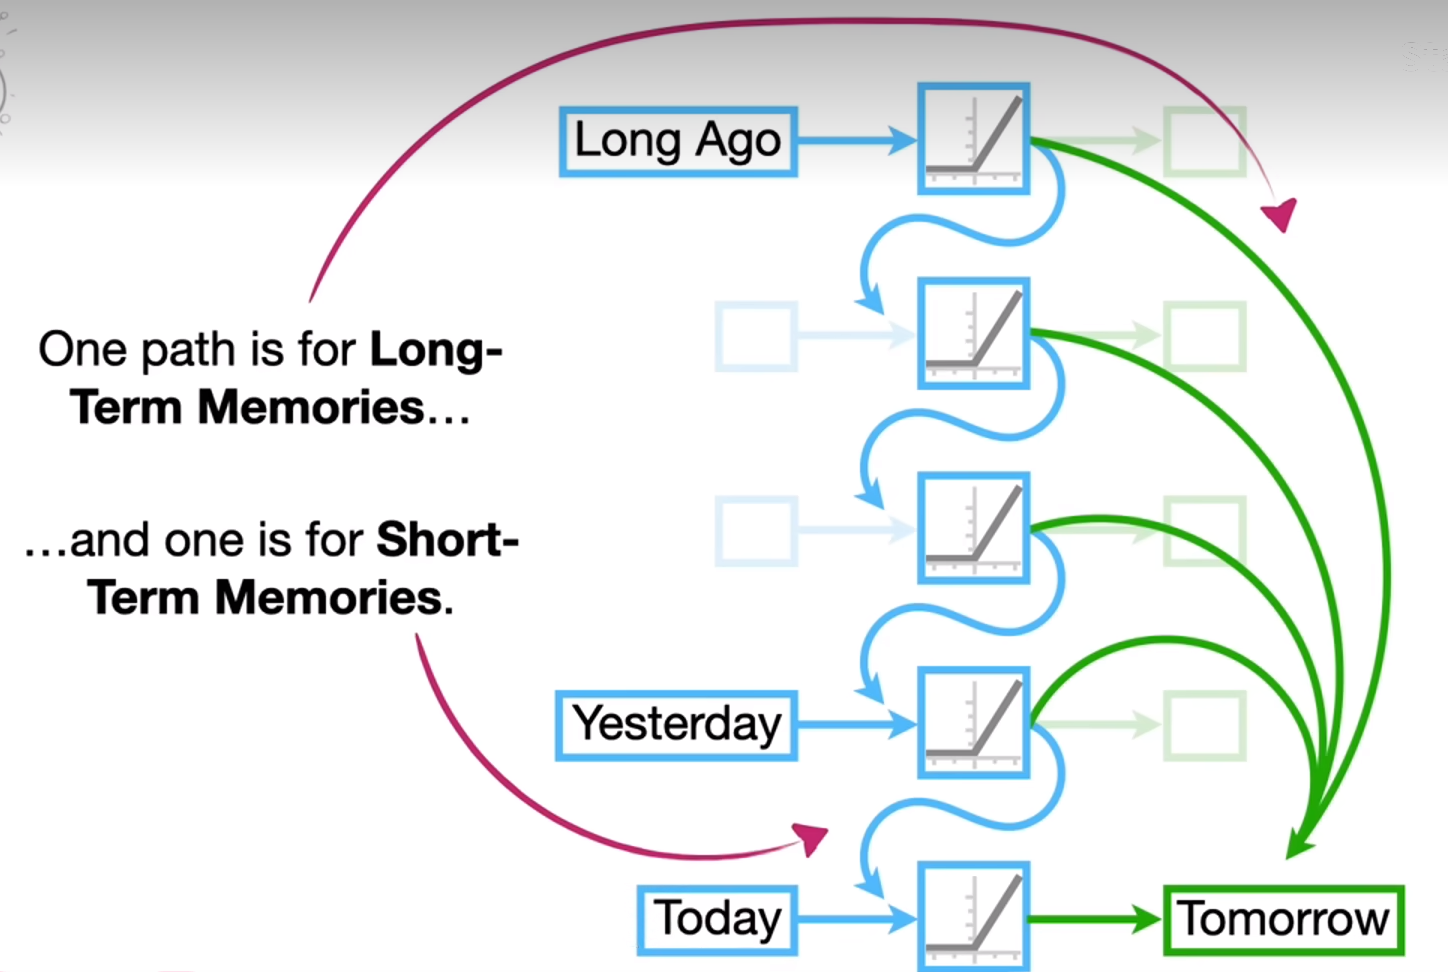 Long Ago
One path is for Long-
Term Memories…
…and one is for Short-
Term Memories.
Yesterday
Today
Tomorrow